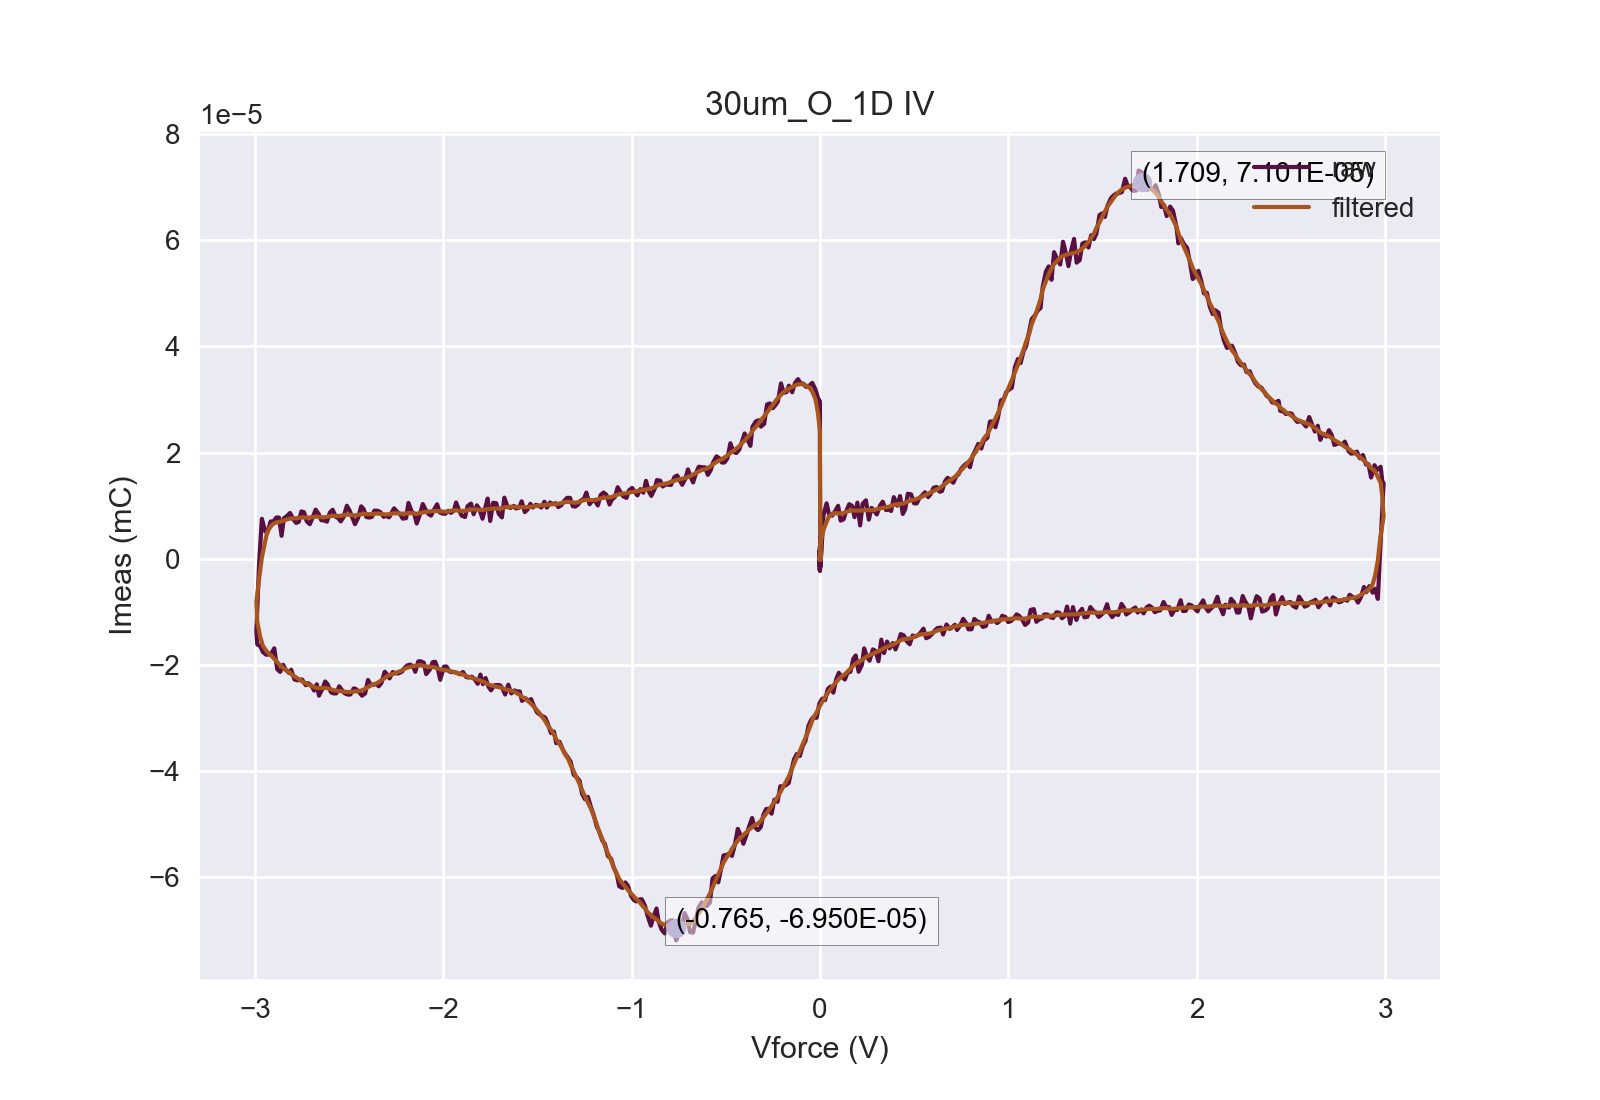 30um_O_1D IV
1e−5
8
6
4
2
0
−2
−4
−6
Imeas (mC)
(1.709, 7.101E-05)
raw
filtered
(-0.765, -6.950E-05)
−3 −2 −1 0 1 2 3
Vforce (V)